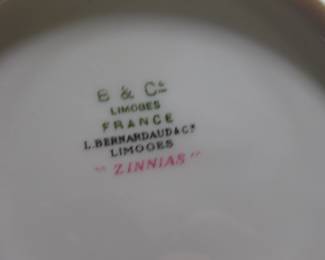 B & Co
LIMOGES
FRANCE
L. BERNARDAUD & Co
LIMOGES
"ZINNIAS"